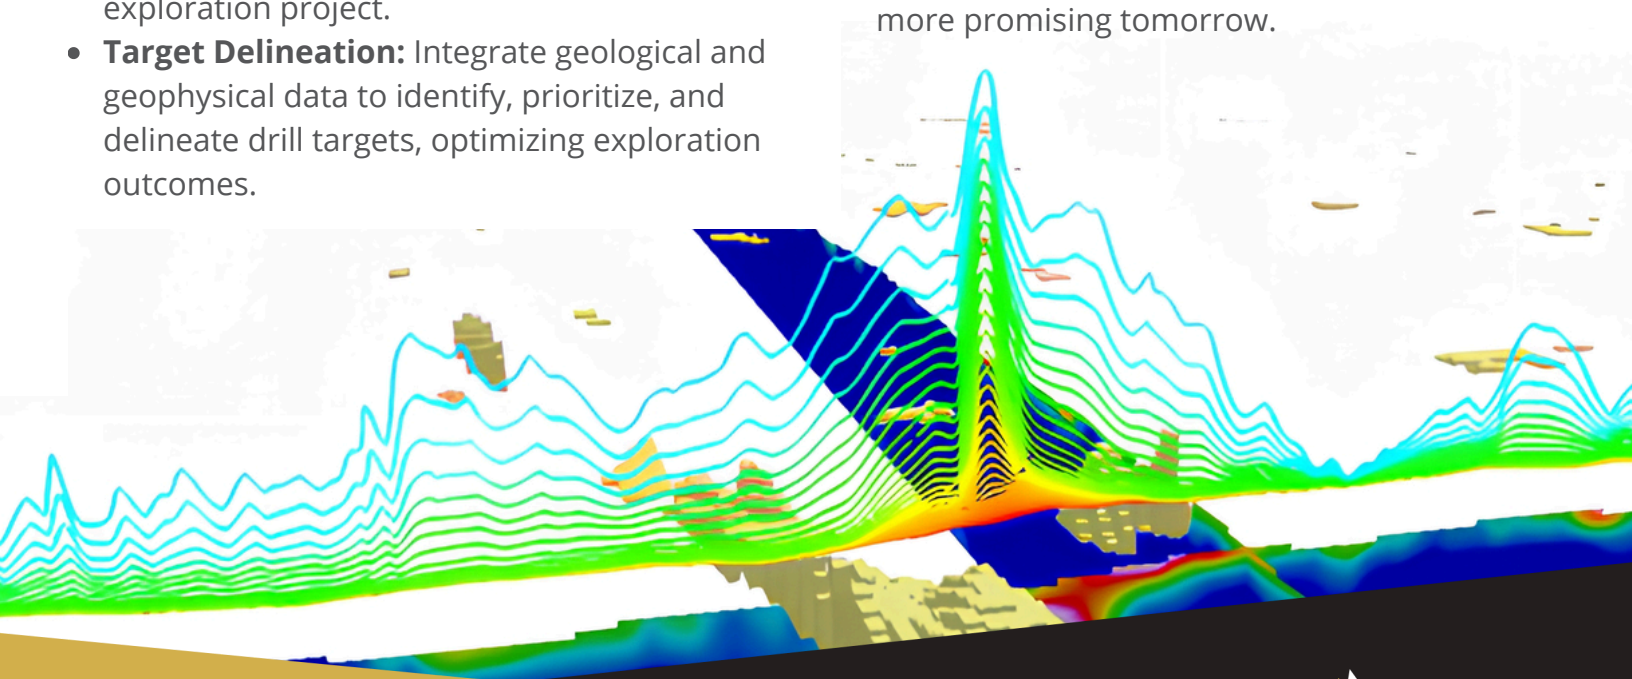 exploration project.
• Target Delineation: Integrate geological and
geophysical data to identify, prioritize, and
delineate drill targets, optimizing exploration
outcomes.
more promising tomorrow.